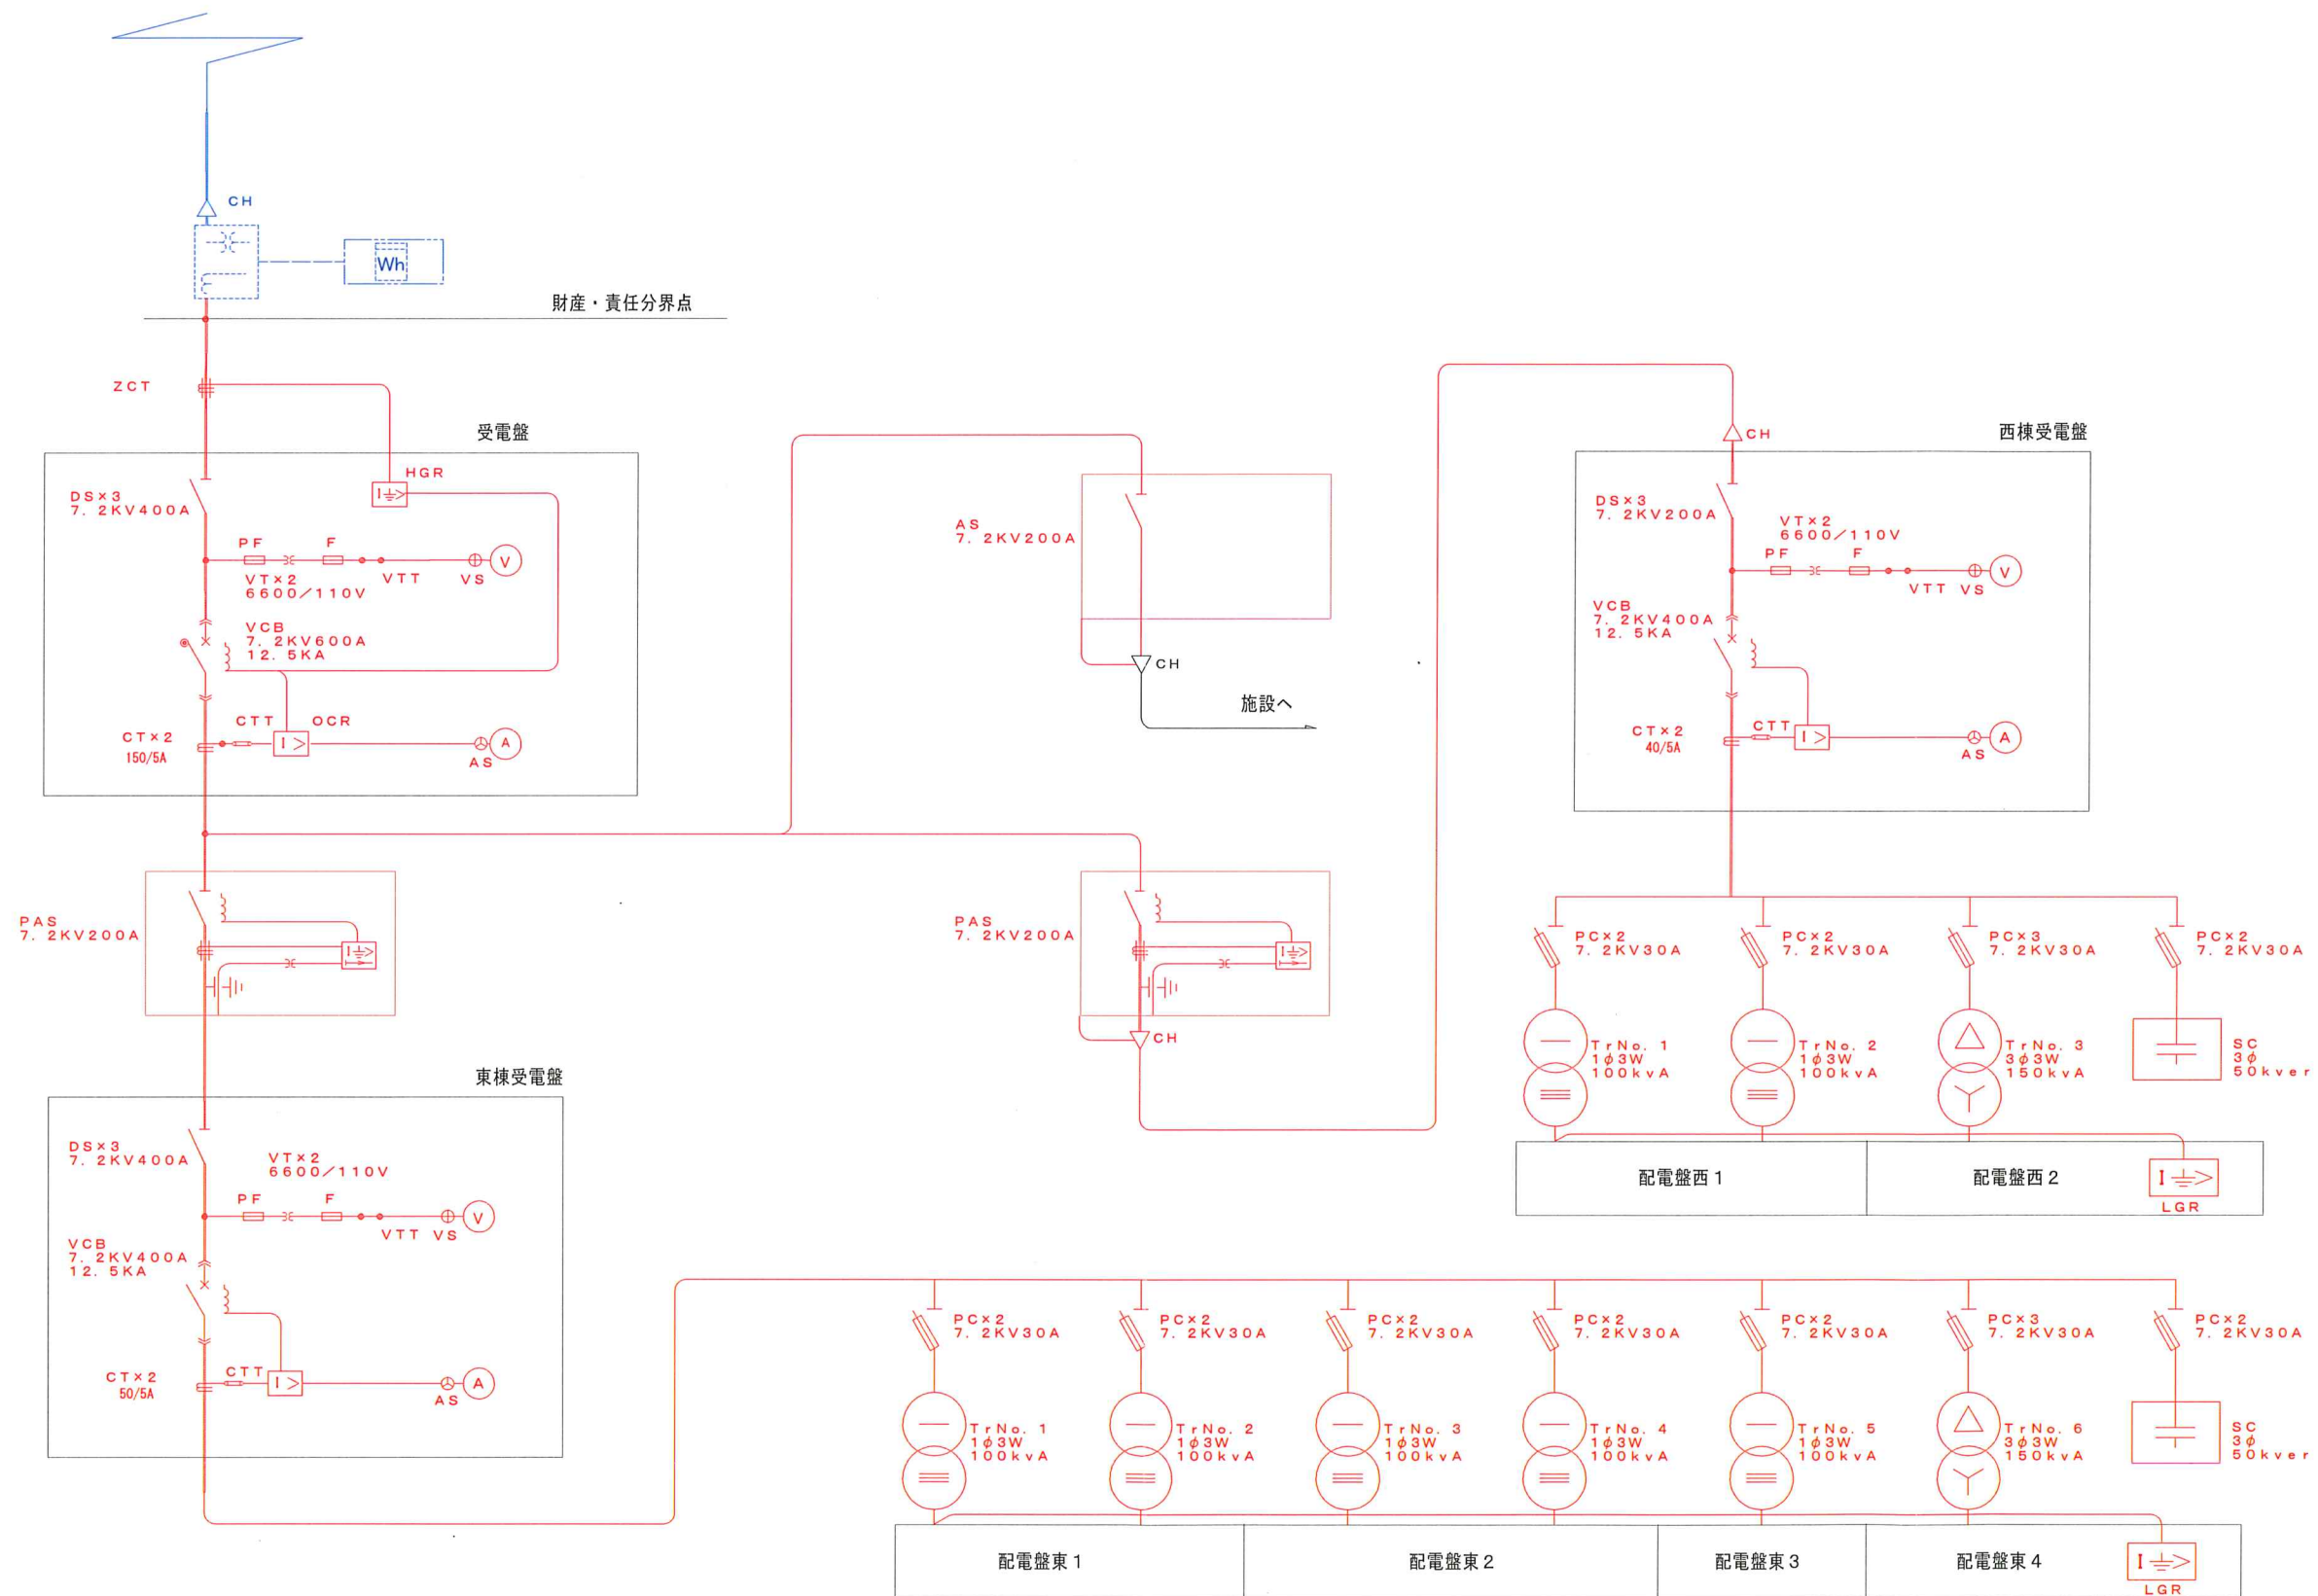 CH
Wh
財産・責任分界点
ZCT
受電盤
HGR
DS×3
7.2KV400A
PF
F
VT×2
6600/110V
VTT
VS
V
VCB
7.2KV600A
12.5KA
I>
CTT
OCR
CT×2
150/5A
I>
AS
A
AS
7.2KV200A
CH
施設へ
CH
西棟受電盤
DS×3
7.2KV200A
VT×2
6600/110V
PF
F
VTT
VS
V
VCB
7.2KV400A
12.5KA
CTT
CT×2
40/5A
I>
AS
A
PAS
7.2KV200A
I>
PAS
7.2KV200A
I>
CH
PC×2
7.2KV30A
PC×2
7.2KV30A
PC×3
7.2KV30A
PC×2
7.2KV30A
TrNo.1
1φ3W
100kvA
TrNo.2
1φ3W
100kvA
TrNo.3
3φ3W
150kvA
SC
3φ
50kver
配電盤西1
配電盤西2
I>
LGR
東棟受電盤
DS×3
7.2KV400A
VT×2
6600/110V
PF
F
VTT
VS
V
VCB
7.2KV400A
12.5KA
CTT
CT×2
50/5A
I>
AS
A
PC×2
7.2KV30A
PC×2
7.2KV30A
PC×2
7.2KV30A
PC×2
7.2KV30A
PC×2
7.2KV30A
PC×3
7.2KV30A
PC×2
7.2KV30A
TrNo.1
1φ3W
100kvA
TrNo.2
1φ3W
100kvA
TrNo.3
1φ3W
100kvA
TrNo.4
1φ3W
100kvA
TrNo.5
1φ3W
100kvA
TrNo.6
3φ3W
150kvA
SC
3φ
50kver
配電盤東1
配電盤東2
配電盤東3
配電盤東4
I>
LGR